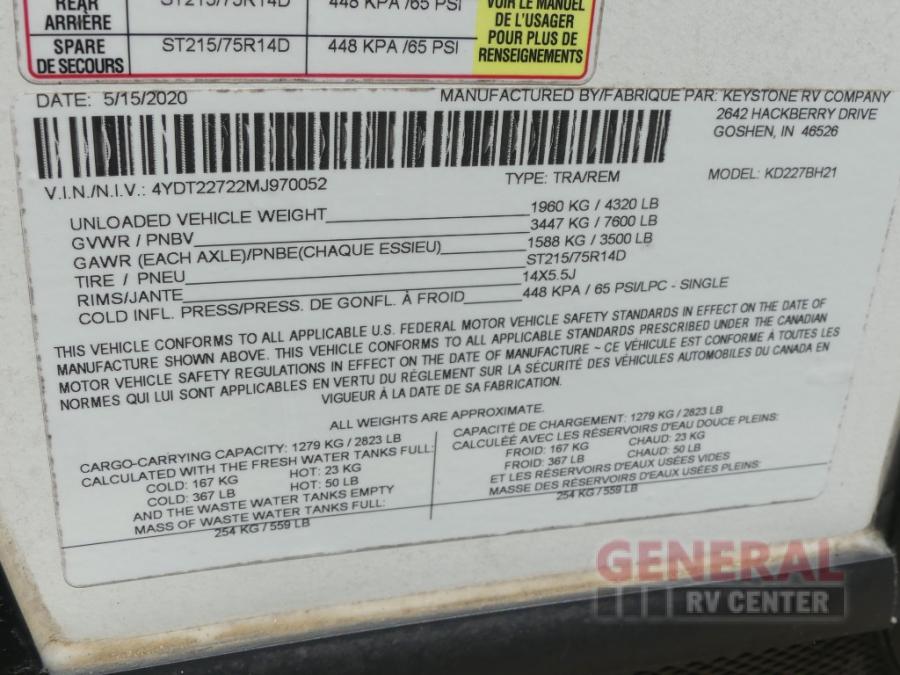 REAR
ARRIÈRE
ST215/75R14D
448 KPA /65 PSI
SPARE
DE SECOURS
ST215/75R14D
448 KPA /65 PSI
VOIR LE MANUEL
DE L'USAGER
POUR PLUS DE
RENSEIGNEMENTS
DATE: 5/15/2020
MANUFACTURED BY/FABRIQUE PAR: KEYSTONE RV COMPANY
2642 HACKBERRY DRIVE
GOSHEN, IN 46526
V.I.N./N.I.V.: 4YDT22722MJ970052
TYPE: TRA/REM
MODEL: KD227BH21
UNLOADED VEHICLE WEIGHT 1960 KG / 4320 LB
GVWR / PNBV 3447 KG / 7600 LB
GAWR (EACH AXLE)/PNBE(CHAQUE ESSIEU) 1588 KG / 3500 LB
TIRE / PNEU ST215/75R14D
RIMS/JANTE 14X5.5J
COLD INFL. PRESS/PRESS. DE GONFL. À FROID 448 KPA / 65 PSI/LPC - SINGLE
THIS VEHICLE CONFORMS TO ALL APPLICABLE U.S. FEDERAL MOTOR VEHICLE SAFETY STANDARDS IN EFFECT ON THE DATE OF
MANUFACTURE SHOWN ABOVE. THIS VEHICLE CONFORMS TO ALL APPLICABLE STANDARDS PRESCRIBED UNDER THE CANADIAN
MOTOR VEHICLE SAFETY REGULATIONS IN EFFECT ON THE DATE OF MANUFACTURE ~ CE VÉHICULE EST CONFORME À TOUTES LES
NORMES QUI LUI SONT APPLICABLES EN VERTU DU RÈGLEMENT SUR LA SÉCURITÉ DES VÉHICULES AUTOMOBILES DU CANADA EN
VIGUEUR À LA DATE DE SA FABRICATION.
ALL WEIGHTS ARE APPROXIMATE.
CARGO-CARRYING CAPACITY: 1279 KG / 2823 LB
CALCULATED WITH THE FRESH WATER TANKS FULL:
COLD: 167 KG HOT: 23 KG
COLD: 367 LB HOT: 50 LB
AND THE WASTE WATER TANKS EMPTY
MASS OF WASTE WATER TANKS FULL:
254 KG / 559 LB
CAPACITÉ DE CHARGEMENT: 1279 KG / 2823 LB
CALCULÉE AVEC LES RÉSERVOIRS D'EAU DOUCE PLEINS:
FROID: 167 KG CHAUD: 23 KG
FROID: 367 LB CHAUD: 50 LB
ET LES RÉSERVOIRS D'EAUX USÉES VIDES
MASSE DES RÉSERVOIRS D'EAUX USÉES PLEINS:
254 KG / 559 LB
GENERAL
RV CENTER